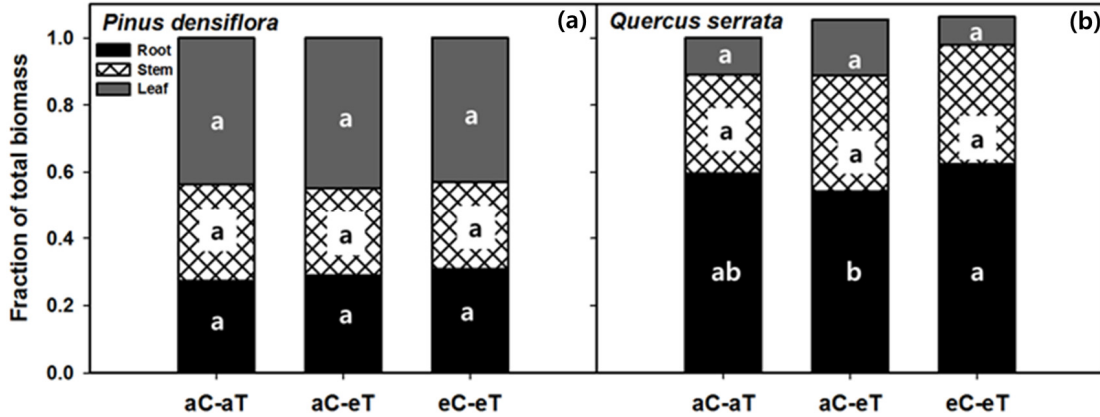 Pinus densiflora (a)
Root
Stem
Leaf
a a a
a a a
a a a
Quercus serrata (b)
a a a
a a a
ab b a
Fraction of total biomass
1.0
0.8
0.6
0.4
0.2
0.0
aC-aT aC-eT eC-eT
aC-aT aC-eT eC-eT